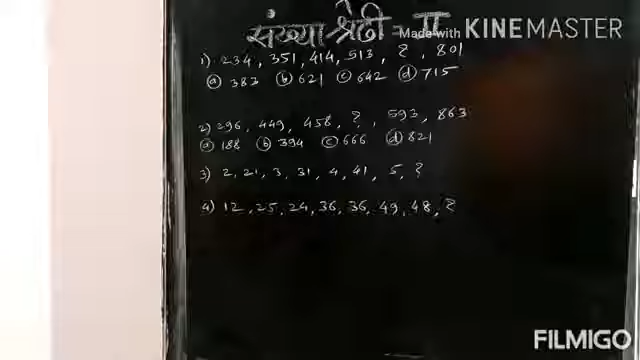 संख्या श्रेढी = II
Made with KINEMASTER
1) 234, 351, 414, 513, ?, 801
ⓐ 383 ⓑ 621 ⓒ 642 ⓓ 715
2) 396, 449, 458, ?, 593, 863
ⓐ 188 ⓑ 394 ⓒ 666 ⓓ 821
3) 2, 21, 3, 31, 4, 41, 5, ?
4) 12, 25, 24, 36, 36, 49, 48, ?
FILMIGO